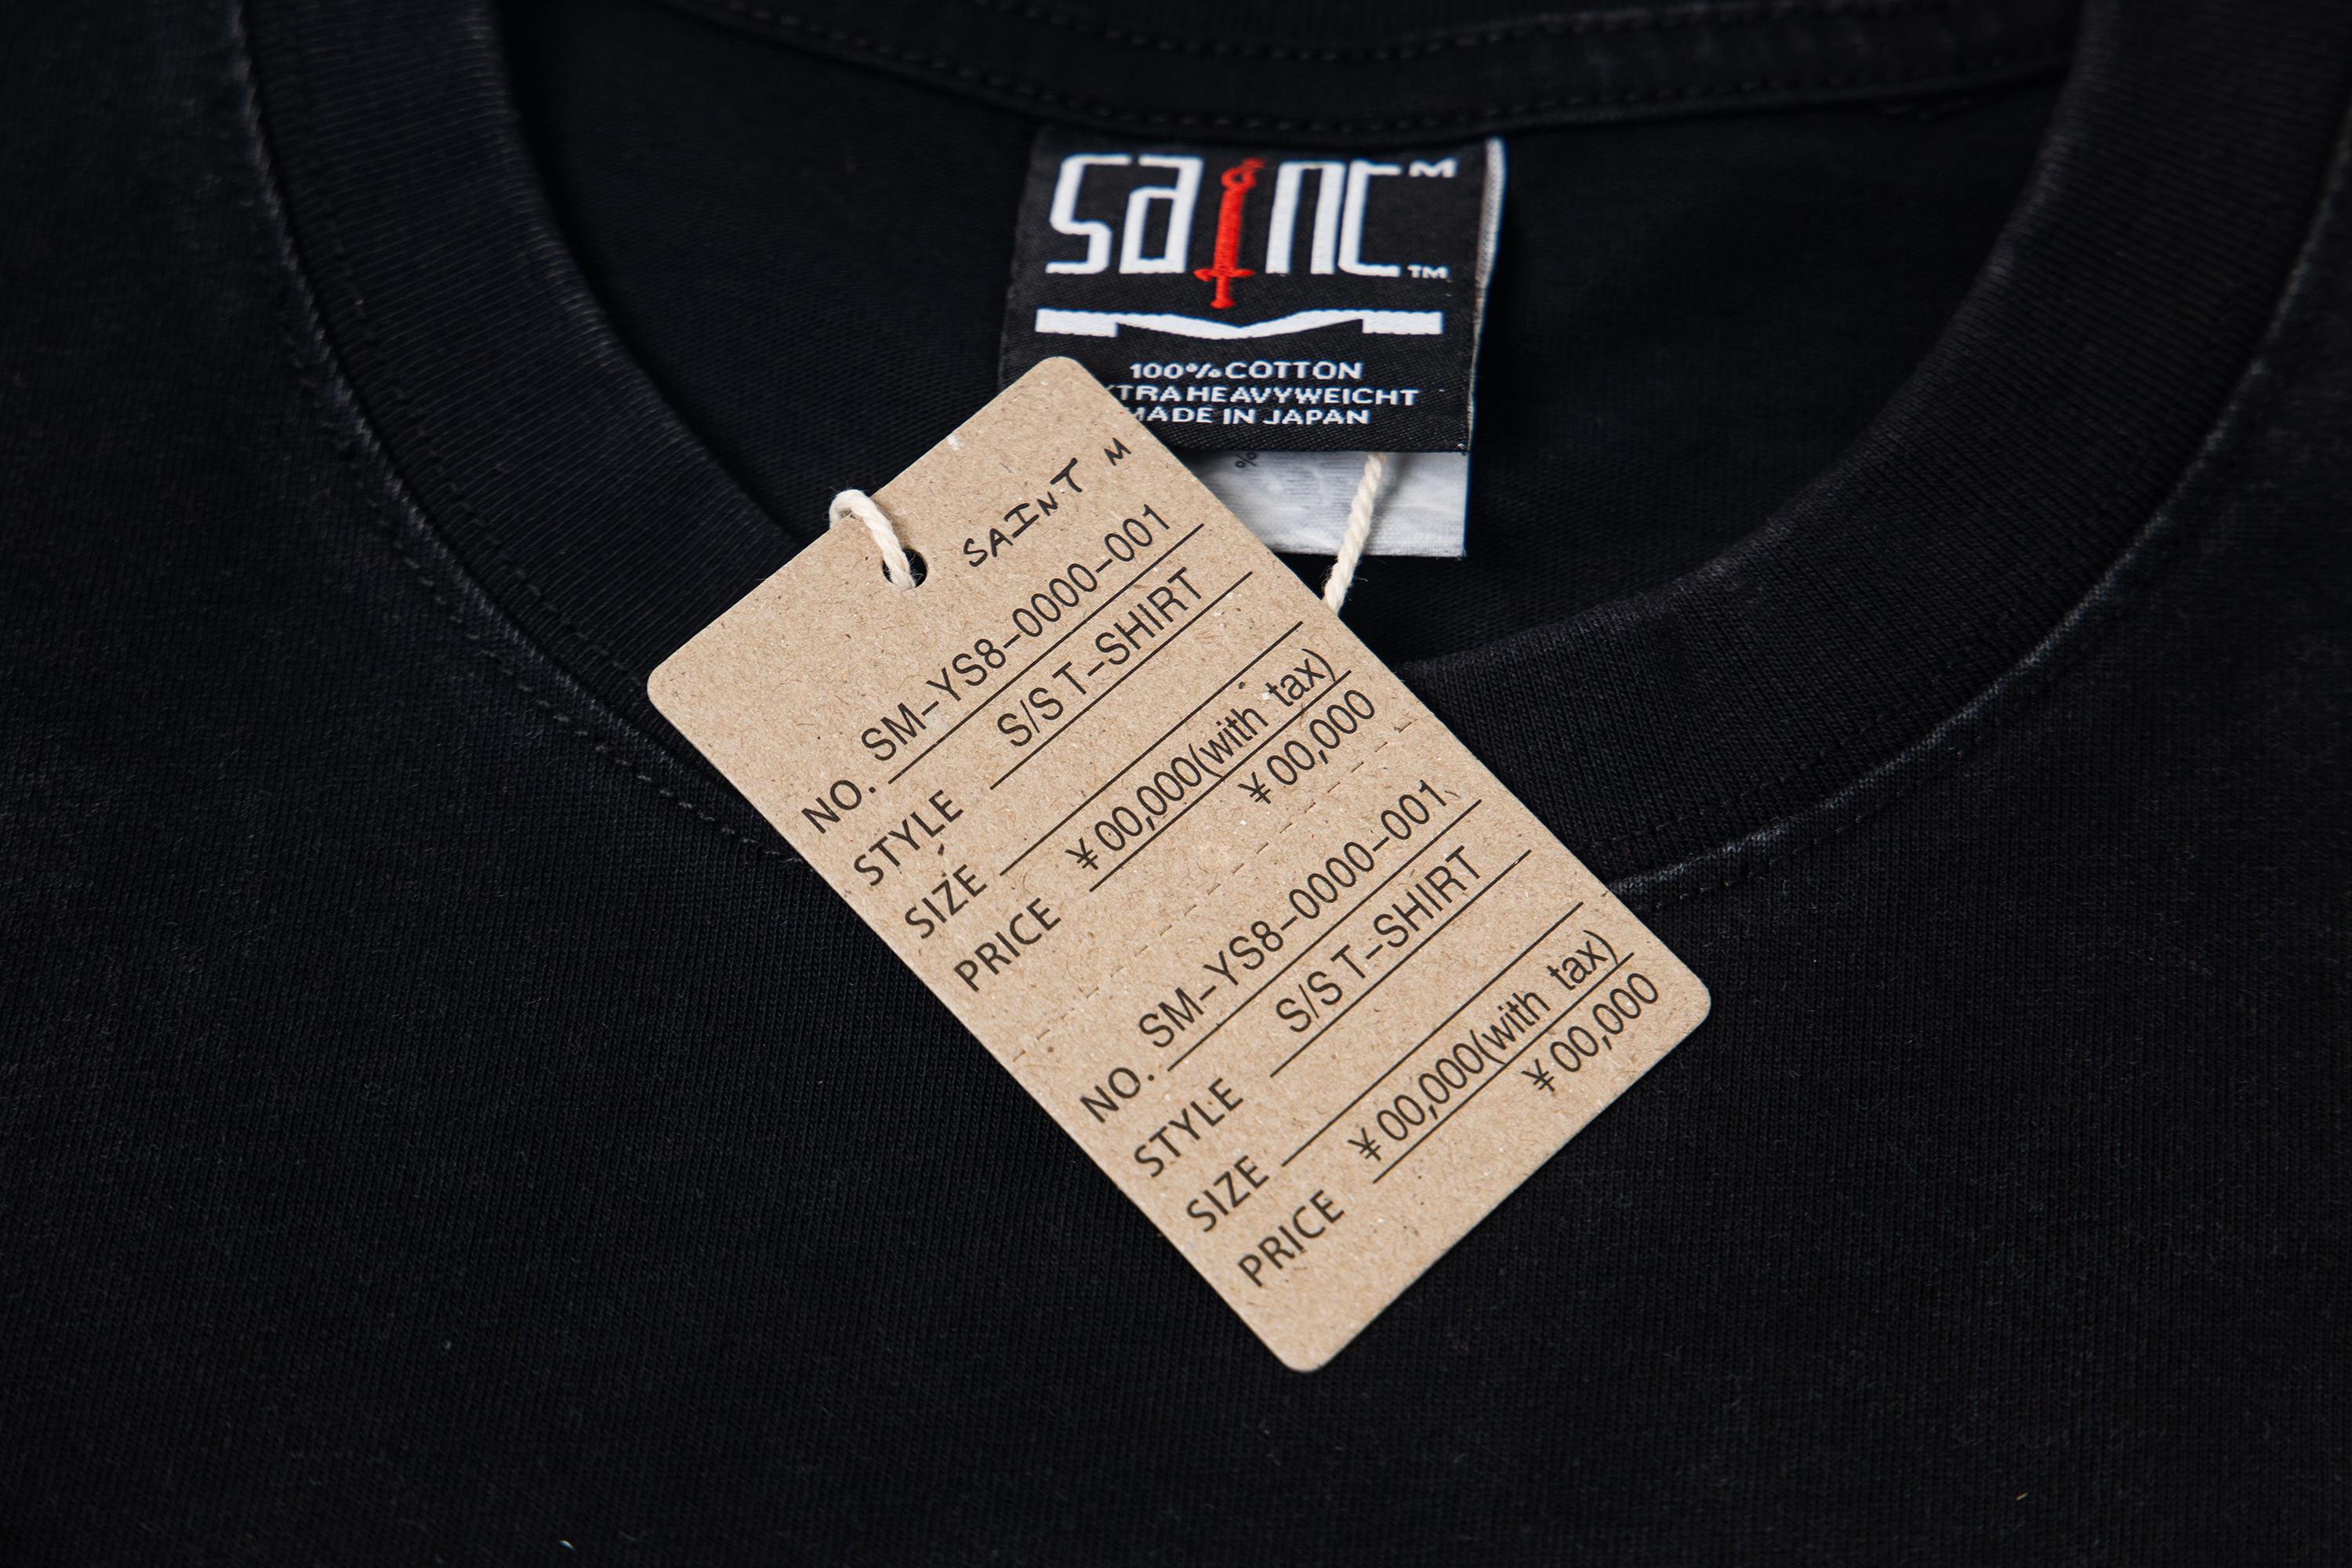 saint M
TM
100% COTTON
XTRA HEAVYWEIGHT
MADE IN JAPAN
%
SAINT M
NO. SM-YS8-0000-001
STYLE S/S T-SHIRT
SIZE
PRICE ¥00,000(with tax)
¥00,000
NO. SM-YS8-0000-001
STYLE S/S T-SHIRT
SIZE
PRICE ¥00,000(with tax)
¥00,000